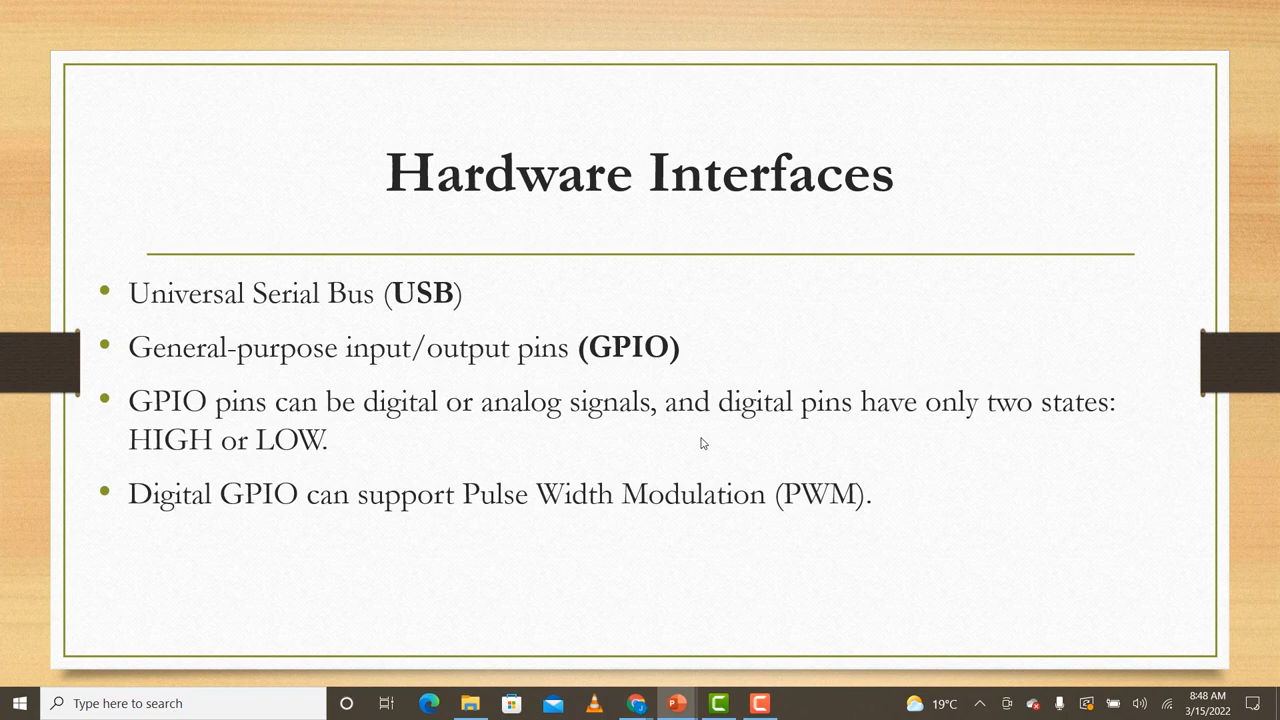 Hardware Interfaces
• Universal Serial Bus (USB)
• General-purpose input/output pins (GPIO)
• GPIO pins can be digital or analog signals, and digital pins have only two states:
HIGH or LOW.
• Digital GPIO can support Pulse Width Modulation (PWM).
Type here to search
19°C
8:48 AM
3/15/2022